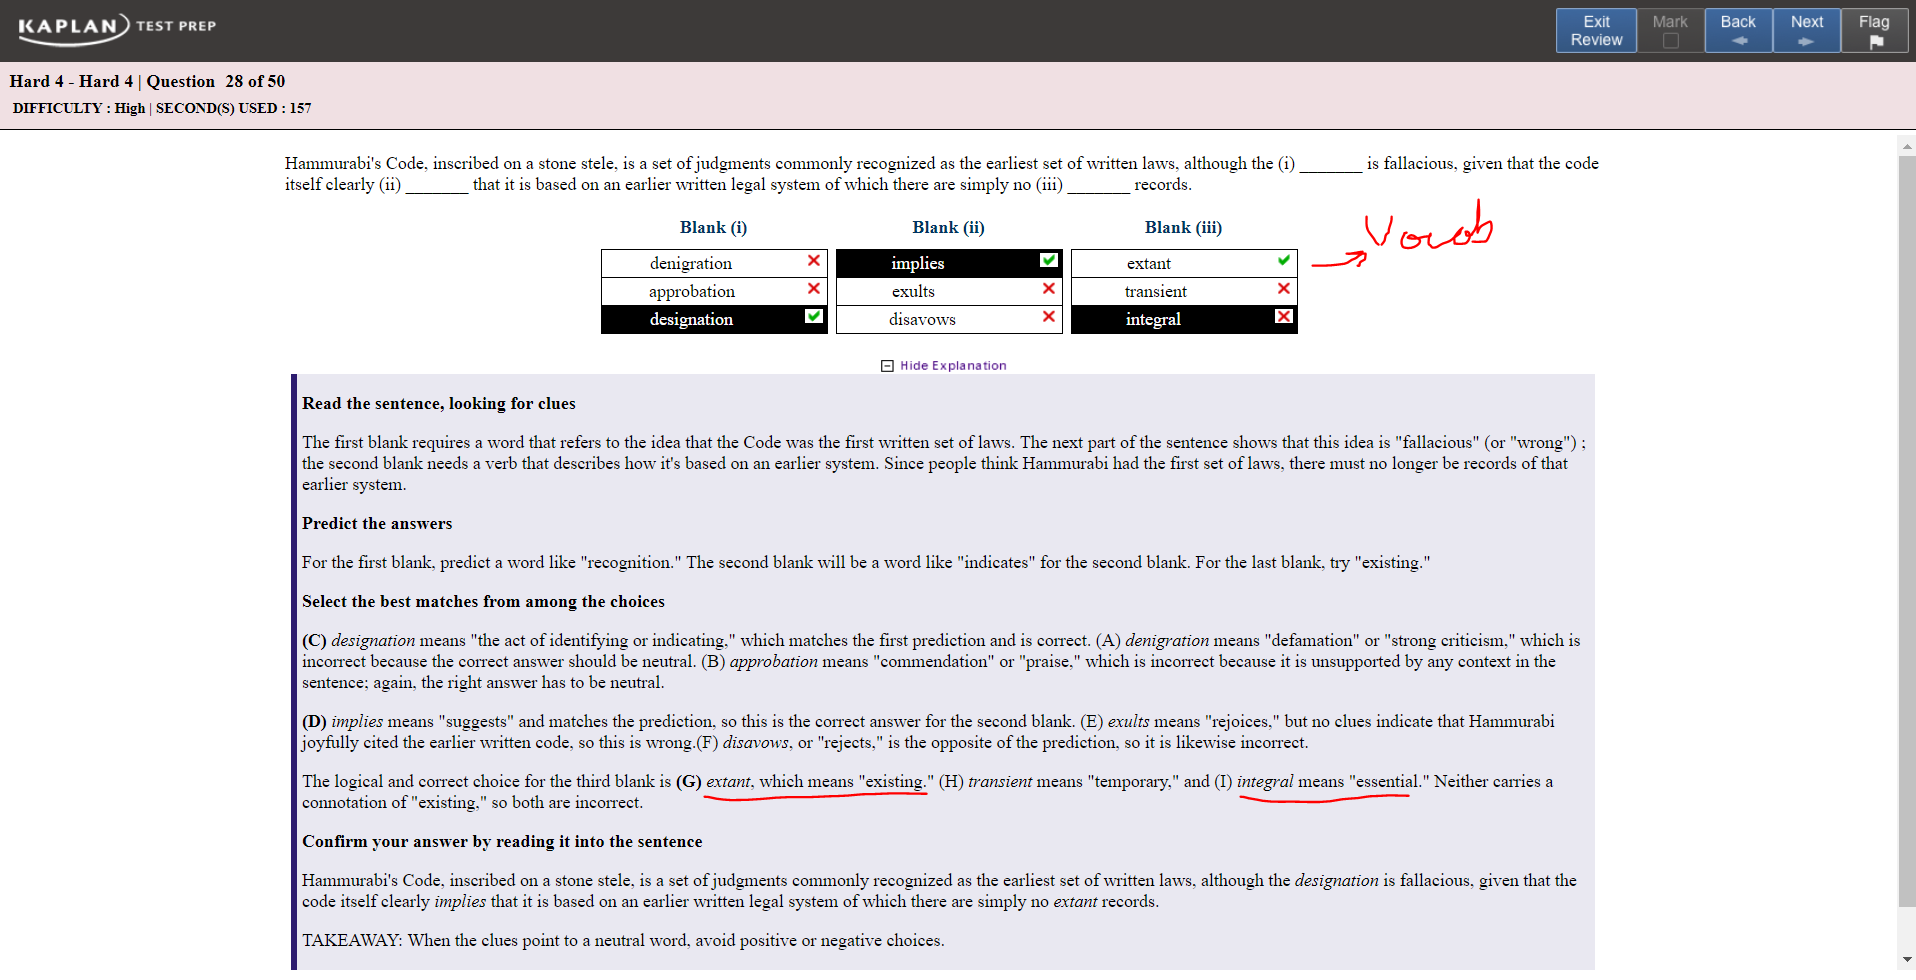 KAPLAN TEST PREP
Exit Review
Mark
Back
Next
Flag
Hard 4 - Hard 4 | Question 28 of 50
DIFFICULTY : High | SECOND(S) USED : 157
Hammurabi's Code, inscribed on a stone stele, is a set of judgments commonly recognized as the earliest set of written laws, although the (i) _______ is fallacious, given that the code
itself clearly (ii) _______ that it is based on an earlier written legal system of which there are simply no (iii) _______ records.
Blank (i) Blank (ii) Blank (iii)
denigration implies extant
approbation exults transient
designation disavows integral
Vocab
Hide Explanation
Read the sentence, looking for clues
The first blank requires a word that refers to the idea that the Code was the first written set of laws. The next part of the sentence shows that this idea is "fallacious" (or "wrong") ;
the second blank needs a verb that describes how it's based on an earlier system. Since people think Hammurabi had the first set of laws, there must no longer be records of that
earlier system.
Predict the answers
For the first blank, predict a word like "recognition." The second blank will be a word like "indicates" for the second blank. For the last blank, try "existing."
Select the best matches from among the choices
(C) designation means "the act of identifying or indicating," which matches the first prediction and is correct. (A) denigration means "defamation" or "strong criticism," which is
incorrect because the correct answer should be neutral. (B) approbation means "commendation" or "praise," which is incorrect because it is unsupported by any context in the
sentence; again, the right answer has to be neutral.
(D) implies means "suggests" and matches the prediction, so this is the correct answer for the second blank. (E) exults means "rejoices," but no clues indicate that Hammurabi
joyfully cited the earlier written code, so this is wrong.(F) disavows, or "rejects," is the opposite of the prediction, so it is likewise incorrect.
The logical and correct choice for the third blank is (G) extant, which means "existing." (H) transient means "temporary," and (I) integral means "essential." Neither carries a
connotation of "existing," so both are incorrect.
Confirm your answer by reading it into the sentence
Hammurabi's Code, inscribed on a stone stele, is a set of judgments commonly recognized as the earliest set of written laws, although the designation is fallacious, given that the
code itself clearly implies that it is based on an earlier written legal system of which there are simply no extant records.
TAKEAWAY: When the clues point to a neutral word, avoid positive or negative choices.